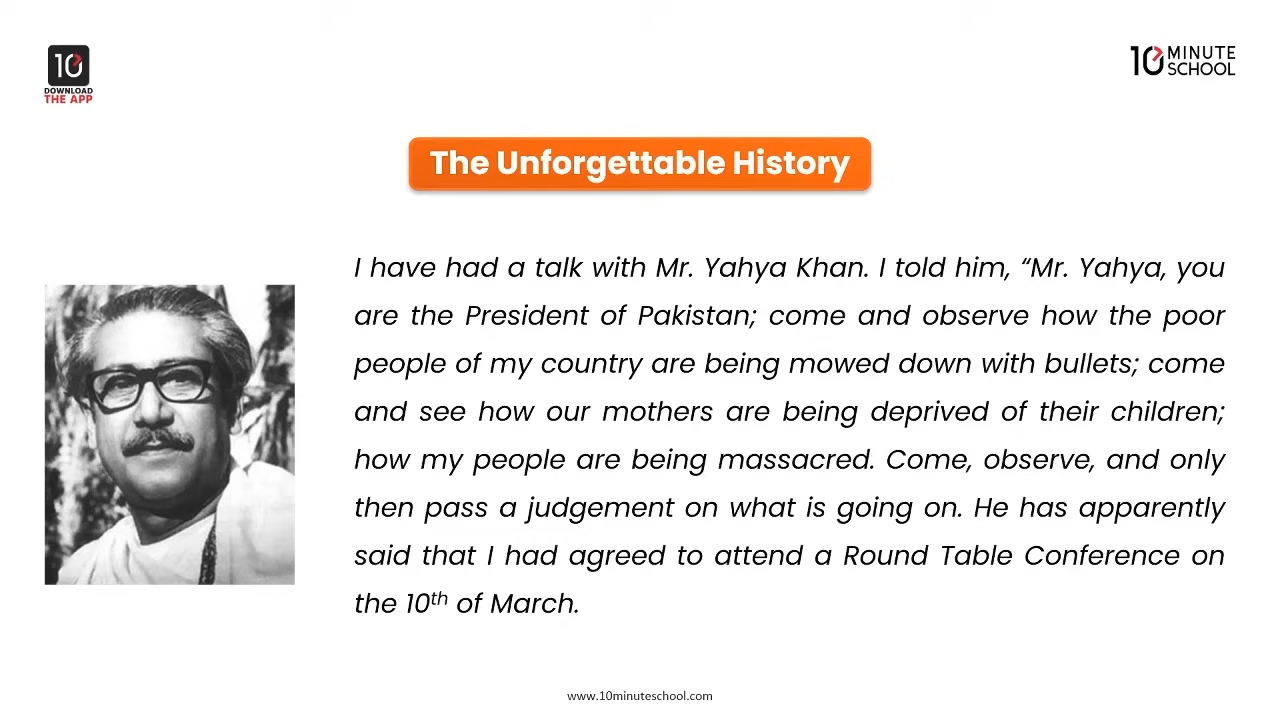 10
DOWNLOAD
THE APP
10 MINUTE
SCHOOL
The Unforgettable History
I have had a talk with Mr. Yahya Khan. I told him, “Mr. Yahya, you
are the President of Pakistan; come and observe how the poor
people of my country are being mowed down with bullets; come
and see how our mothers are being deprived of their children;
how my people are being massacred. Come, observe, and only
then pass a judgement on what is going on. He has apparently
said that I had agreed to attend a Round Table Conference on
the 10th of March.
www.10minuteschool.com